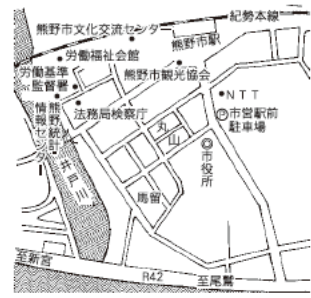 紀勢本線
熊野市文化交流センタ
熊野市駅
労働福祉会館
労働基準
監督署
熊野市観光協会
NTT
法務局検察庁
P市営駅前
駐車場
熊野統計
情報センタ
丸
山
◎市役所
井戸川
馬留
至新宮
R42
至尾鷲